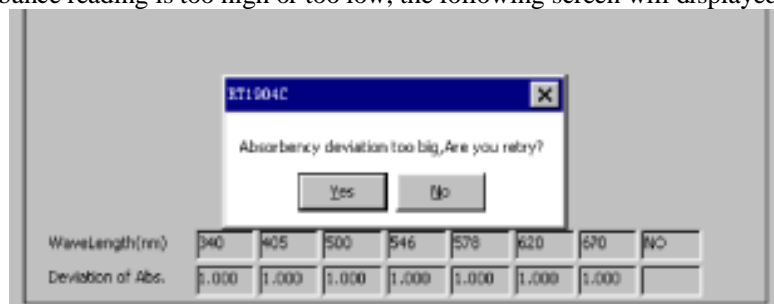 bance reading is too high or too low, the following screen will displayed
RT1904C
Absorbency deviation too big,Are you retry?
Yes No
WaveLength(nm) 340 405 500 546 578 620 670 NO
Deviation of Abs. 1.000 1.000 1.000 1.000 1.000 1.000 1.000